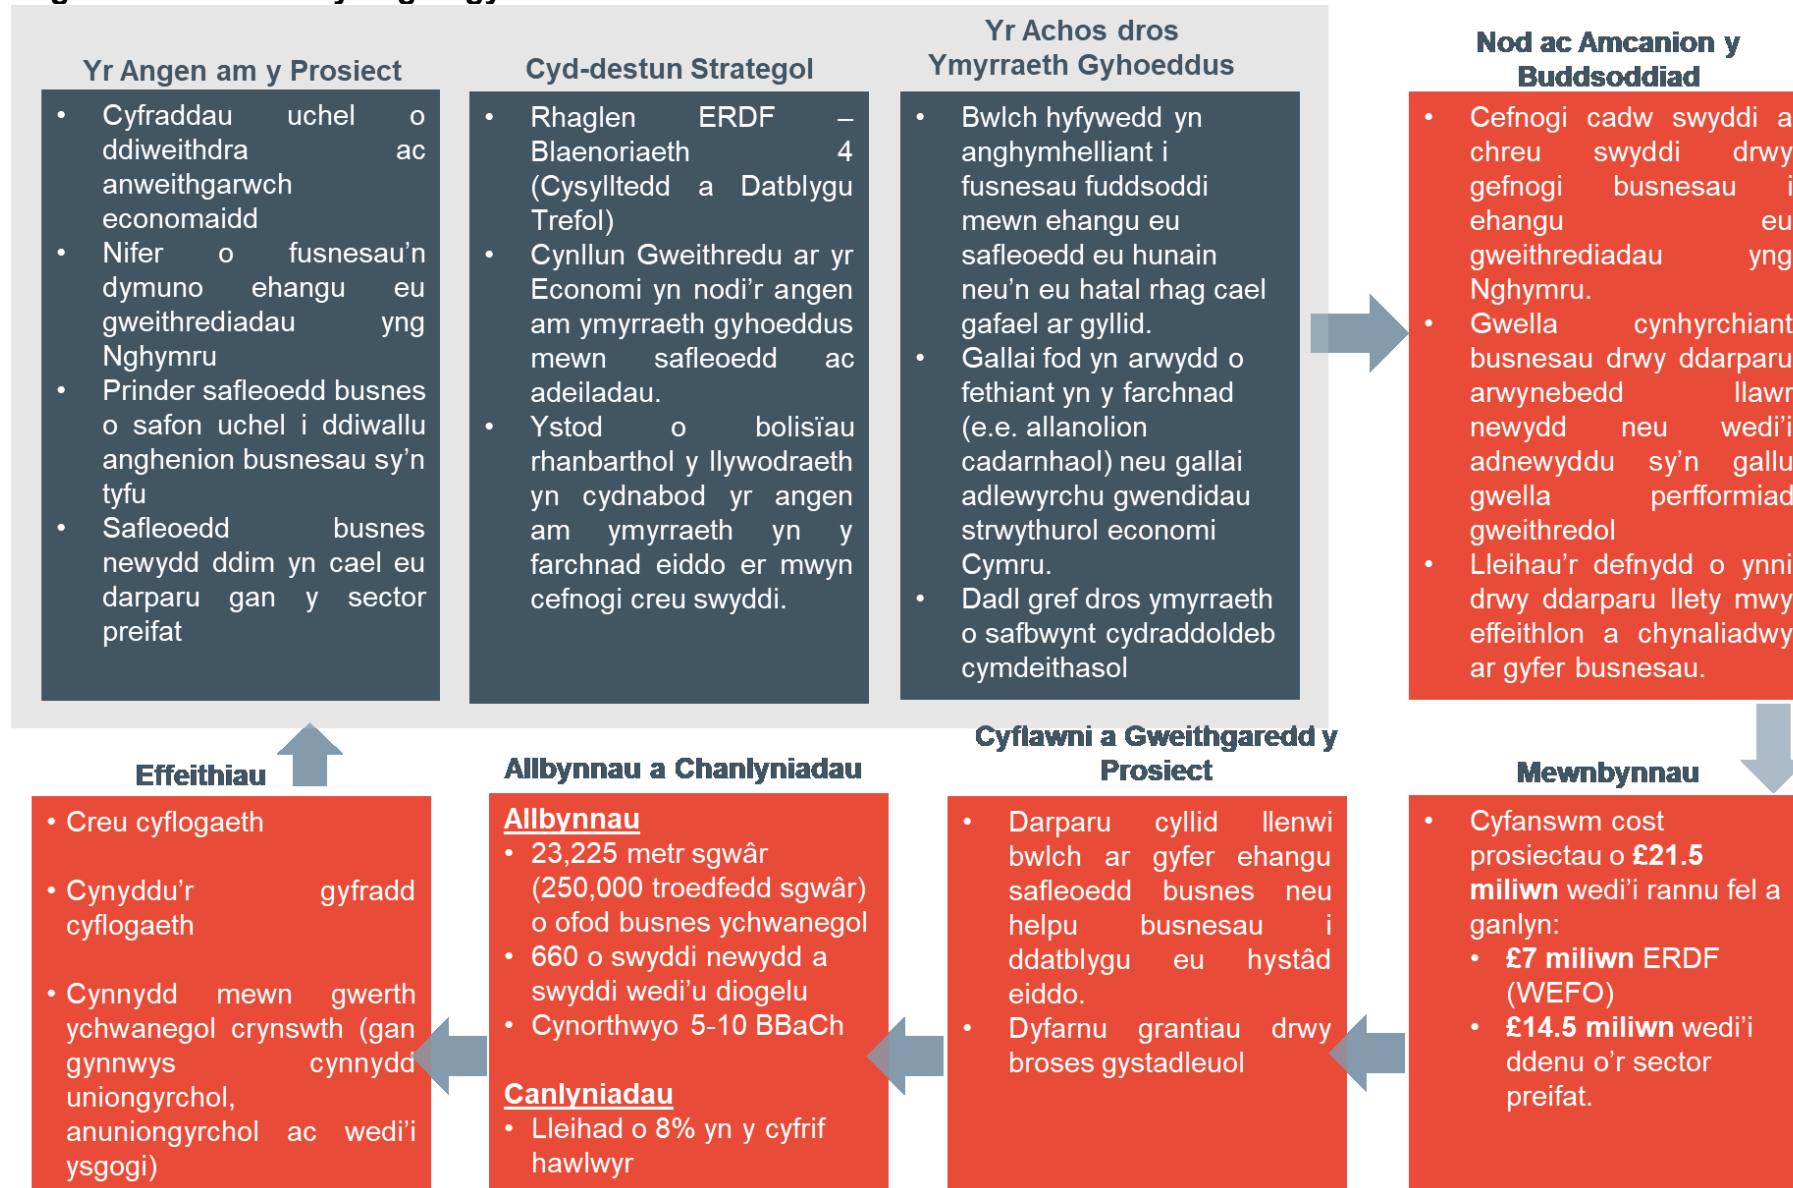 Yr Angen am y Prosiect
• Cyfraddau uchel o
ddiweithdra ac
anweithgarwch
economaidd
• Nifer o fusnesau'n
dymuno ehangu eu
gweithrediadau yng
Nghymru
• Prinder safleoedd busnes
o safon uchel i ddiwallu
anghenion busnesau sy'n
tyfu
• Safleoedd busnes
newydd ddim yn cael eu
darparu gan y sector
preifat
Cyd-destun Strategol
• Rhaglen ERDF –
Blaenoriaeth 4
(Cysylltedd a Datblygu
Trefol)
• Cynllun Gweithredu ar yr
Economi yn nodi'r angen
am ymyrraeth gyhoeddus
mewn safleoedd ac
adeiladau.
• Ystod o bolisïau
rhanbarthol y llywodraeth
yn cydnabod yr angen
am ymyrraeth yn y
farchnad eiddo er mwyn
cefnogi creu swyddi.
Yr Achos dros
Ymyrraeth Gyhoeddus
• Bwlch hyfywedd yn
anghymhelliant i
fusnesau fuddsoddi
mewn ehangu eu
safleoedd eu hunain
neu'n eu hatal rhag cael
gafael ar gyllid.
• Gallai fod yn arwydd o
fethiant yn y farchnad
(e.e. allanolion
cadarnhaol) neu gallai
adlewyrchu gwendidau
strwythurol economi
Cymru.
• Dadl gref dros ymyrraeth
o safbwynt cydraddoldeb
cymdeithasol
Nod ac Amcanion y
Buddsoddiad
• Cefnogi cadw swyddi a
chreu swyddi drwy
gefnogi busnesau i
ehangu eu
gweithrediadau yng
Nghymru.
• Gwella cynhyrchiant
busnesau drwy ddarparu
arwynebedd llawr
newydd neu wedi'i
adnewyddu sy'n gallu
gwella perfformiad
gweithredol
• Lleihau'r defnydd o ynni
drwy ddarparu llety mwy
effeithlon a chynaliadwy
ar gyfer busnesau.
Mewnbynnau
• Cyfanswm cost
prosiectau o £21.5
miliwn wedi'i rannu fel a
ganlyn:
• £7 miliwn ERDF
(WEFO)
• £14.5 miliwn wedi'i
ddenu o'r sector
preifat.
Cyflawni a Gweithgaredd y
Prosiect
• Darparu cyllid llenwi
bwlch ar gyfer ehangu
safleoedd busnes neu
helpu busnesau i
ddatblygu eu hystâd
eiddo.
• Dyfarnu grantiau drwy
broses gystadleuol
Allbynnau a Chanlyniadau
Allbynnau
• 23,225 metr sgwâr
(250,000 troedfedd sgwâr)
o ofod busnes ychwanegol
• 660 o swyddi newydd a
swyddi wedi'u diogelu
• Cynorthwyo 5-10 BBaCh
Canlyniadau
• Lleihad o 8% yn y cyfrif
hawlwyr
Effeithiau
• Creu cyflogaeth
• Cynyddu'r gyfradd
cyflogaeth
• Cynnydd mewn gwerth
ychwanegol crynswth (gan
gynnwys cynnydd
uniongyrchol,
anuniongyrchol ac wedi'i
ysgogi)